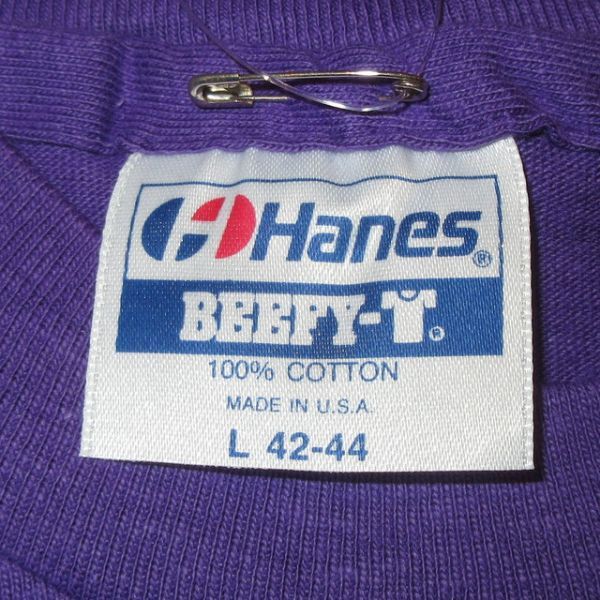 Hanes®
BEEFY-T®
100% COTTON
MADE IN U.S.A.
L 42-44